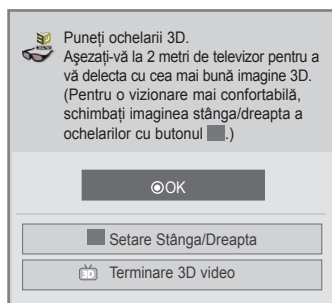 Puneți ochelarii 3D.
Așezați-vă la 2 metri de televizor pentru a
vă delecta cu cea mai bună imagine 3D.
(Pentru o vizionare mai confortabilă,
schimbați imaginea stânga/dreapta a
ochelarilor cu butonul .)
OK
Setare Stânga/Dreapta
3D Terminare 3D video